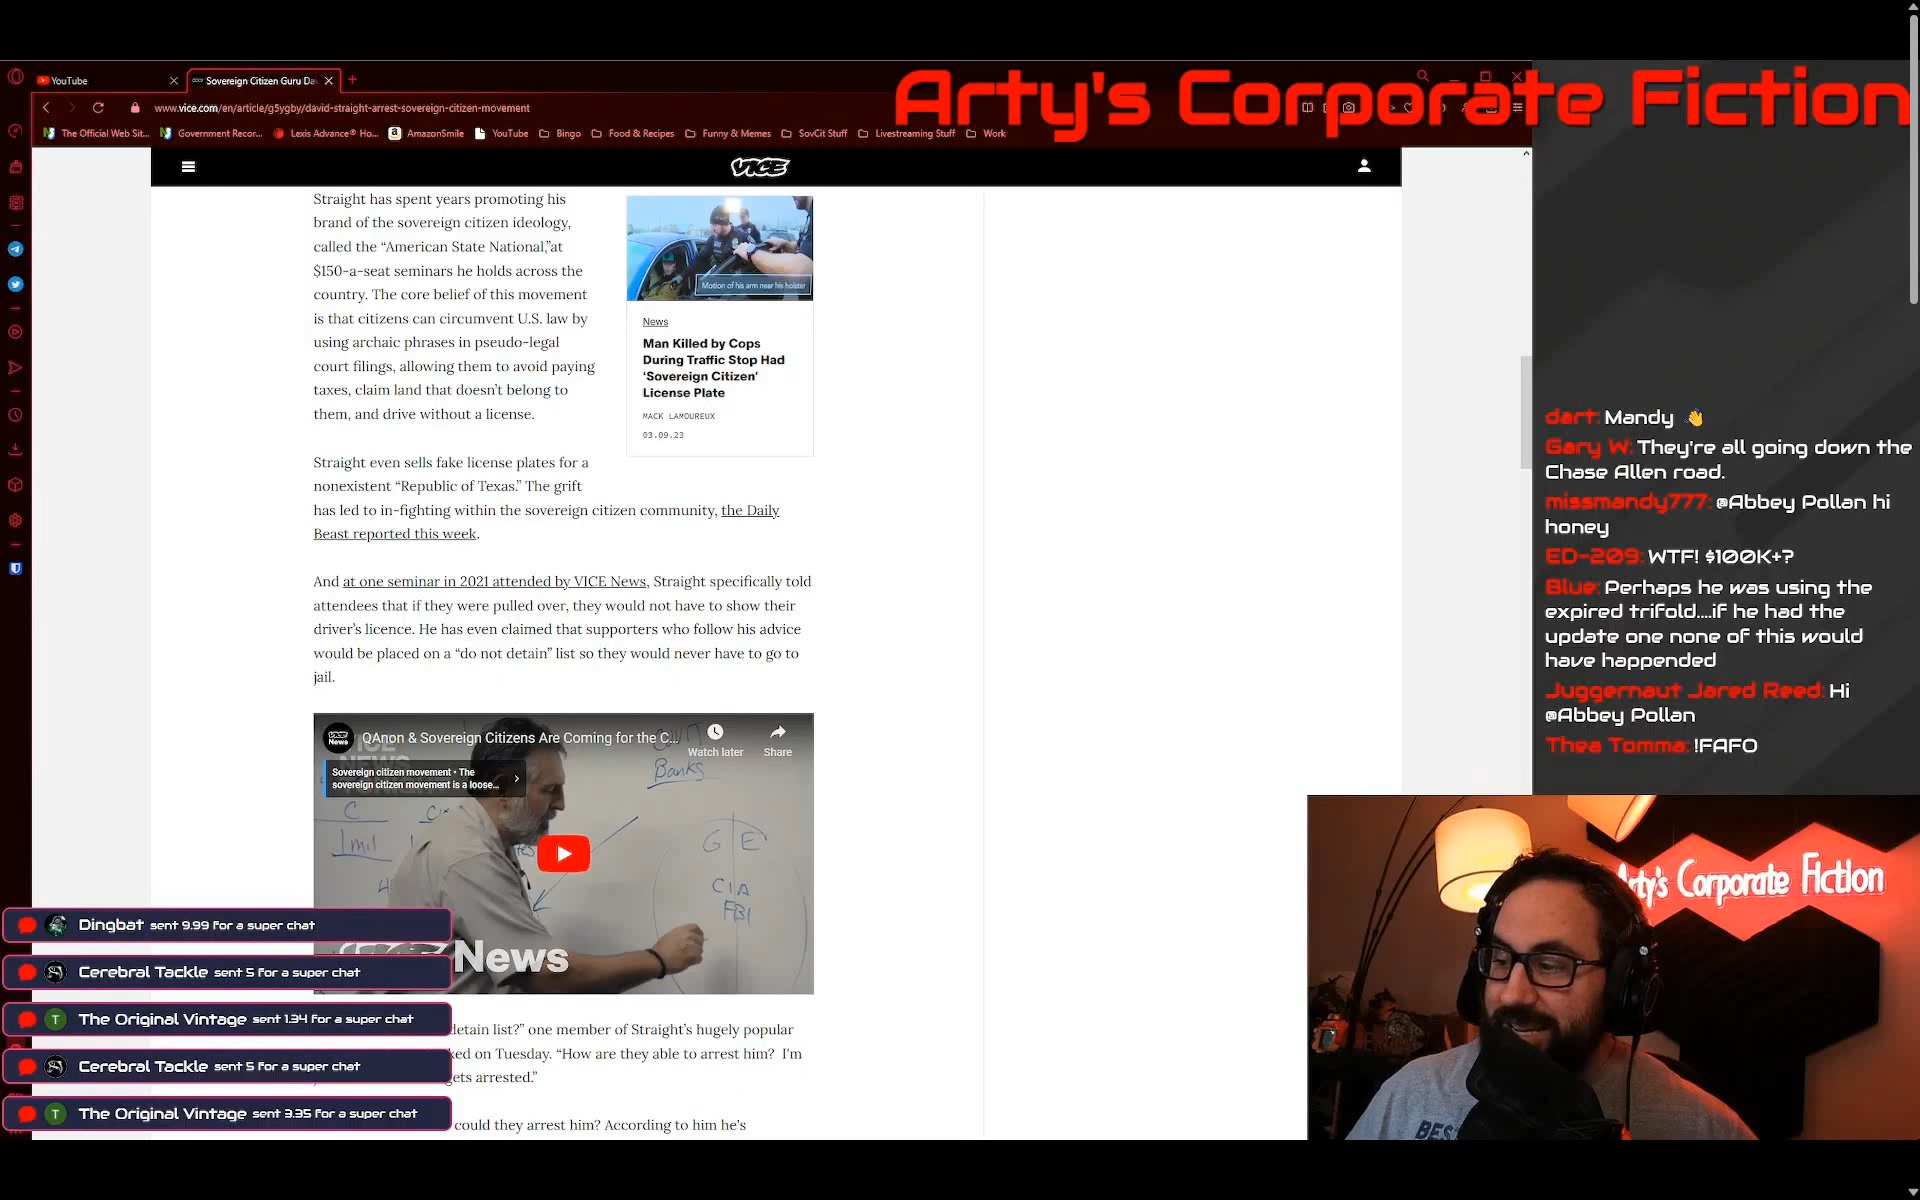 Arty's Corporate Fiction
YouTube
Sovereign Citizen Guru Da
www.vice.com/en/article/g5ygby/david-straight-arrest-sovereign-citizen-movement
The Official Web Sit...
Government Recor...
Lexis Advance® Ho...
AmazonSmile
YouTube
Bingo
Food & Recipes
Funny & Memes
SovCit Stuff
Livestreaming Stuff
Work
VICE
Straight has spent years promoting his
brand of the sovereign citizen ideology,
called the “American State National,”at
$150-a-seat seminars he holds across the
country. The core belief of this movement
is that citizens can circumvent U.S. law by
using archaic phrases in pseudo-legal
court filings, allowing them to avoid paying
taxes, claim land that doesn’t belong to
them, and drive without a license.
Motion of his arm near his holster
News
Man Killed by Cops
During Traffic Stop Had
‘Sovereign Citizen’
License Plate
MACK LAMOUREUX
03.09.23
Straight even sells fake license plates for a
nonexistent “Republic of Texas.” The grift
has led to in-fighting within the sovereign citizen community, the Daily
Beast reported this week.
And at one seminar in 2021 attended by VICE News, Straight specifically told
attendees that if they were pulled over, they would not have to show their
driver’s licence. He has even claimed that supporters who follow his advice
would be placed on a “do not detain” list so they would never have to go to
jail.
VICE News
QAnon & Sovereign Citizens Are Coming for the C...
Watch later
Share
Sovereign citizen movement • The
sovereign citizen movement is a loose...
Banks
C
1mil
G E
CIA
FBI
News
detain list?” one member of Straight’s hugely popular
ked on Tuesday. “How are they able to arrest him? I'm
gets arrested.”
could they arrest him? According to him he’s
Dingbat sent 9.99 for a super chat
Cerebral Tackle sent 5 for a super chat
T The Original Vintage sent 1.34 for a super chat
Cerebral Tackle sent 5 for a super chat
T The Original Vintage sent 3.35 for a super chat
dart: Mandy 👋
Gary W: They're all going down the
Chase Allen road.
missmandy777: @Abbey Pollan hi
honey
ED-209: WTF! $100K+?
Blue: Perhaps he was using the
expired trifold....if he had the
update one none of this would
have happended
Juggernaut Jared Reed: Hi
@Abbey Pollan
Thea Tomma: !FAFO
Arty's Corporate Fiction
BES